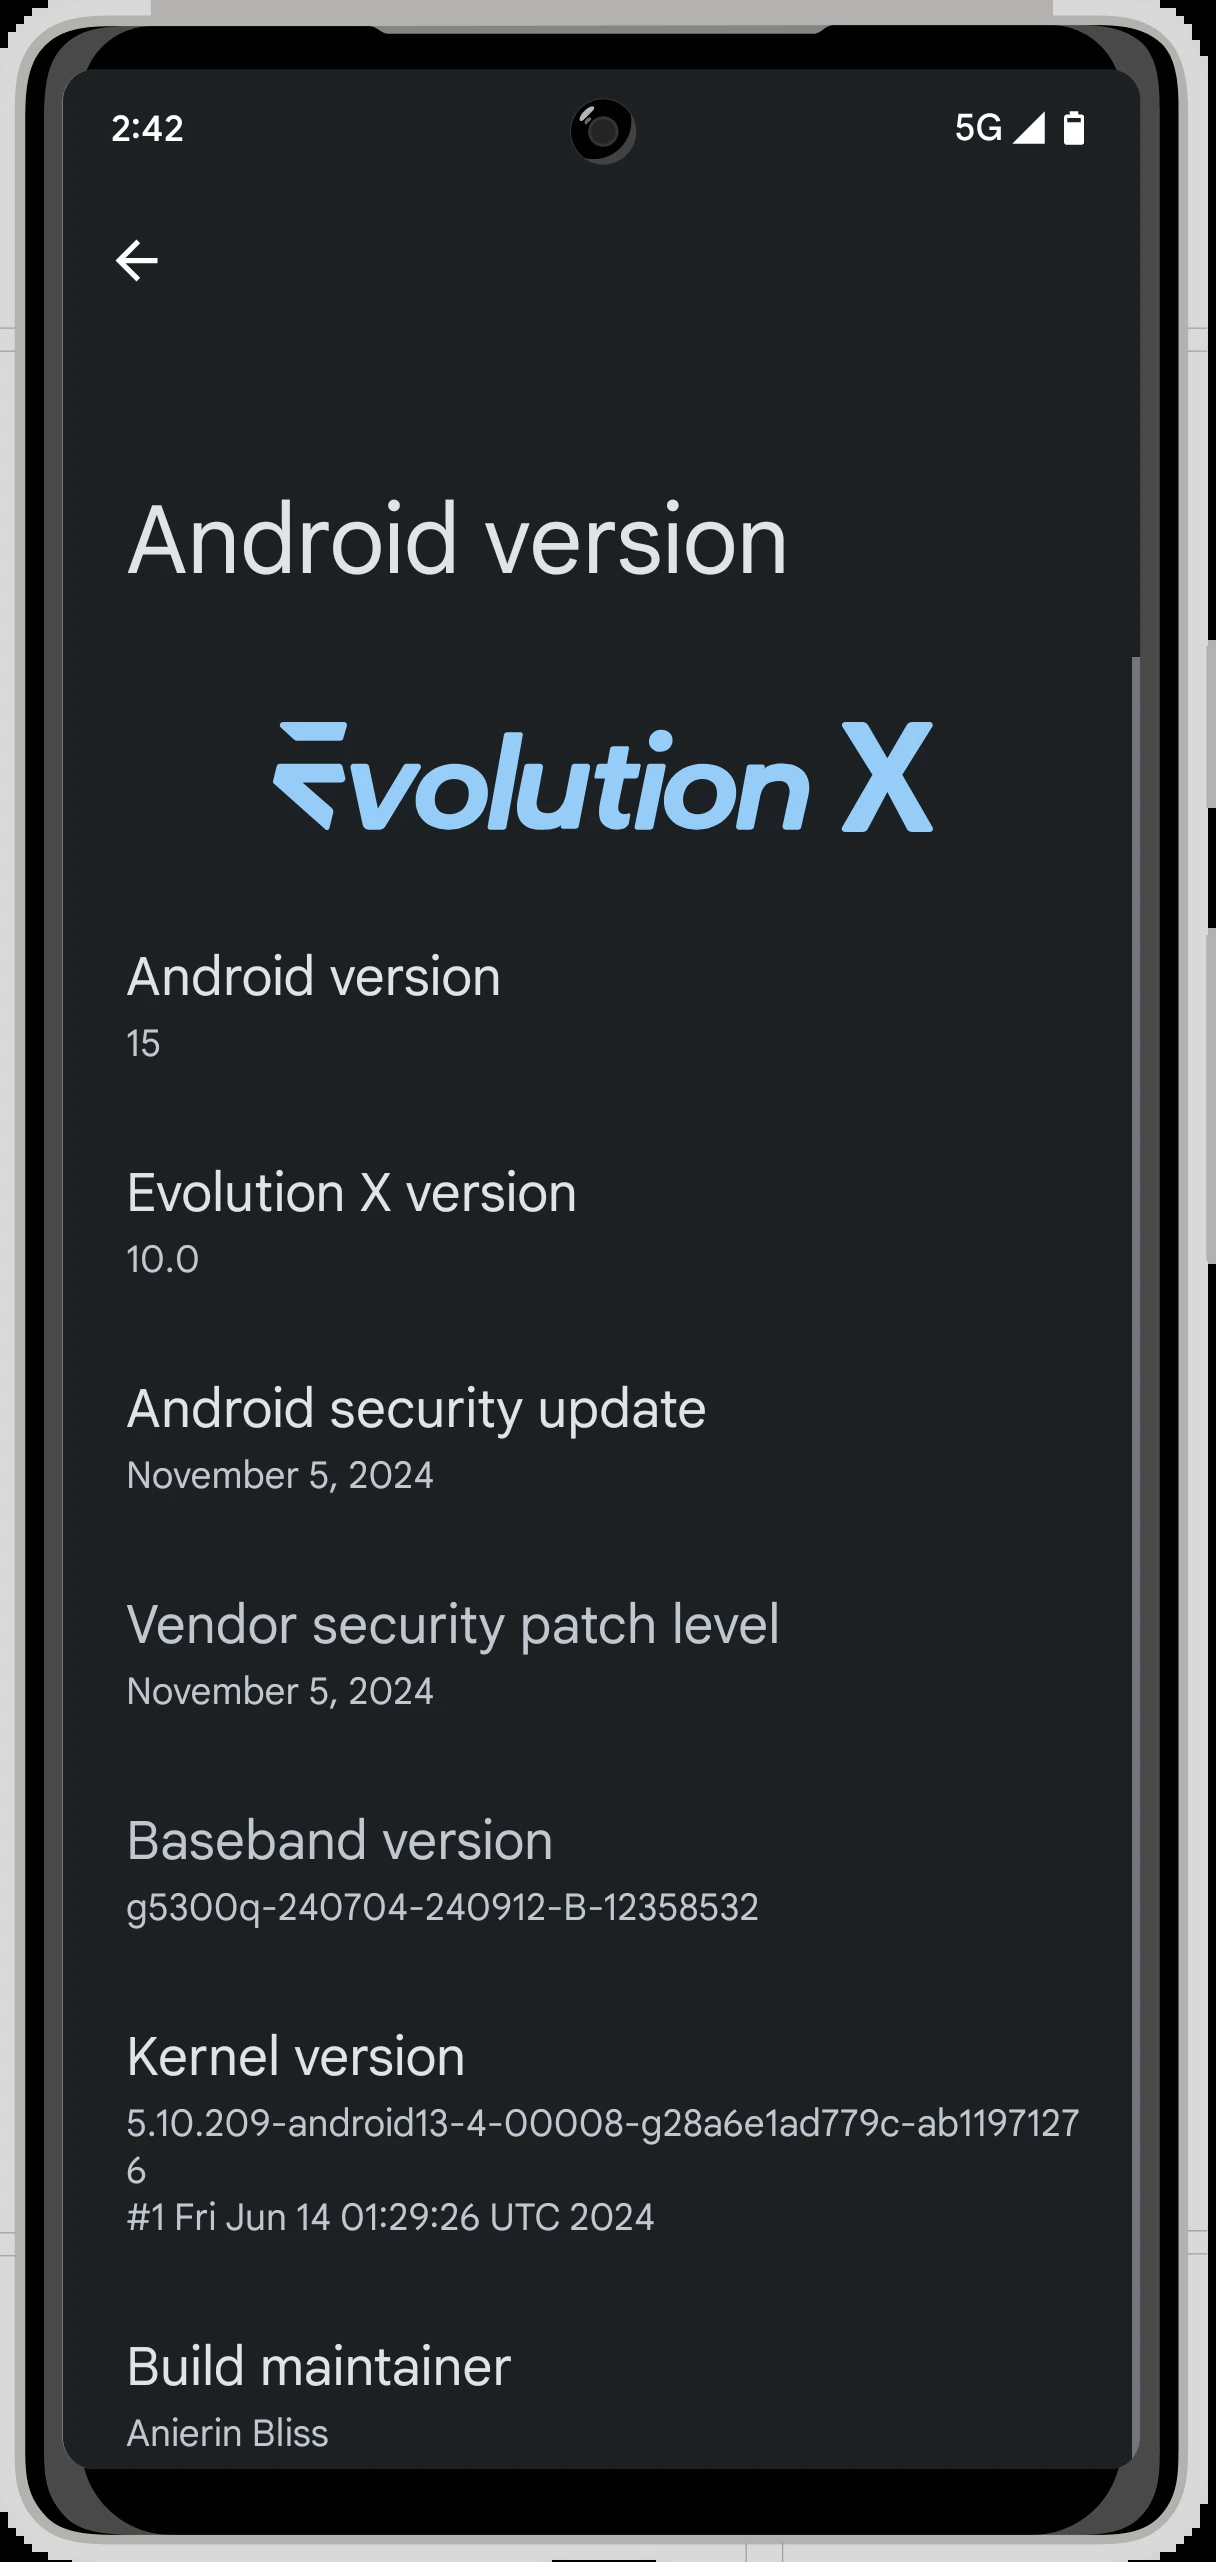 2:42
5G
Android version
Evolution X
Android version
15
Evolution X version
10.0
Android security update
November 5, 2024
Vendor security patch level
November 5, 2024
Baseband version
g5300q-240704-240912-B-12358532
Kernel version
5.10.209-android13-4-00008-g28a6e1ad779c-ab1197127
6
#1 Fri Jun 14 01:29:26 UTC 2024
Build maintainer
Anierin Bliss